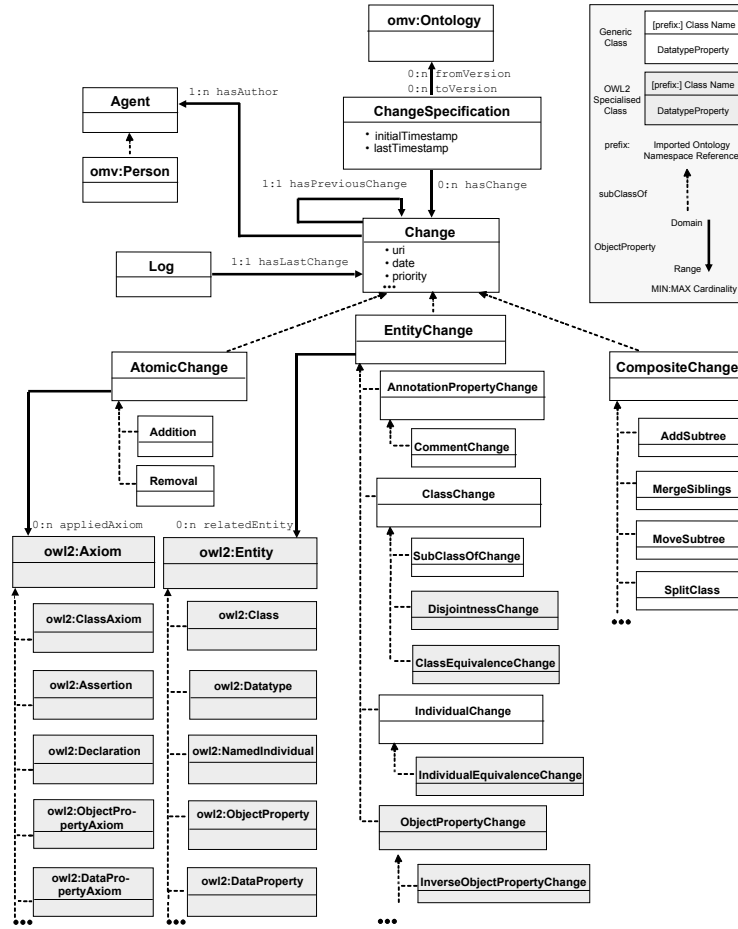 omv:Ontology
0:n fromVersion
0:n toVersion
1:n hasAuthor
Agent
omv:Person
ChangeSpecification
• initialTimestamp
• lastTimestamp
1:1 hasPreviousChange
0:n hasChange
Change
• uri
• date
• priority
•••
Log
1:1 hasLastChange
Generic
Class
[prefix:] Class Name
DatatypeProperty
OWL2
Specialised
Class
[prefix:] Class Name
DatatypeProperty
prefix:
Imported Ontology
Namespace Reference
subClassOf
Domain
ObjectProperty
Range
MIN:MAX Cardinality
AtomicChange
Addition
Removal
0:n appliedAxiom
owl2:Axiom
owl2:ClassAxiom
owl2:Assertion
owl2:Declaration
owl2:ObjectPro-
pertyAxiom
owl2:DataPro-
pertyAxiom
•••
0:n relatedEntity
owl2:Entity
owl2:Class
owl2:Datatype
owl2:NamedIndividual
owl2:ObjectProperty
owl2:DataProperty
•••
EntityChange
AnnotationPropertyChange
CommentChange
ClassChange
SubClassOfChange
DisjointnessChange
ClassEquivalenceChange
IndividualChange
IndividualEquivalenceChange
ObjectPropertyChange
InverseObjectPropertyChange
•••
CompositeChange
AddSubtree
MergeSiblings
MoveSubtree
SplitClass
•••